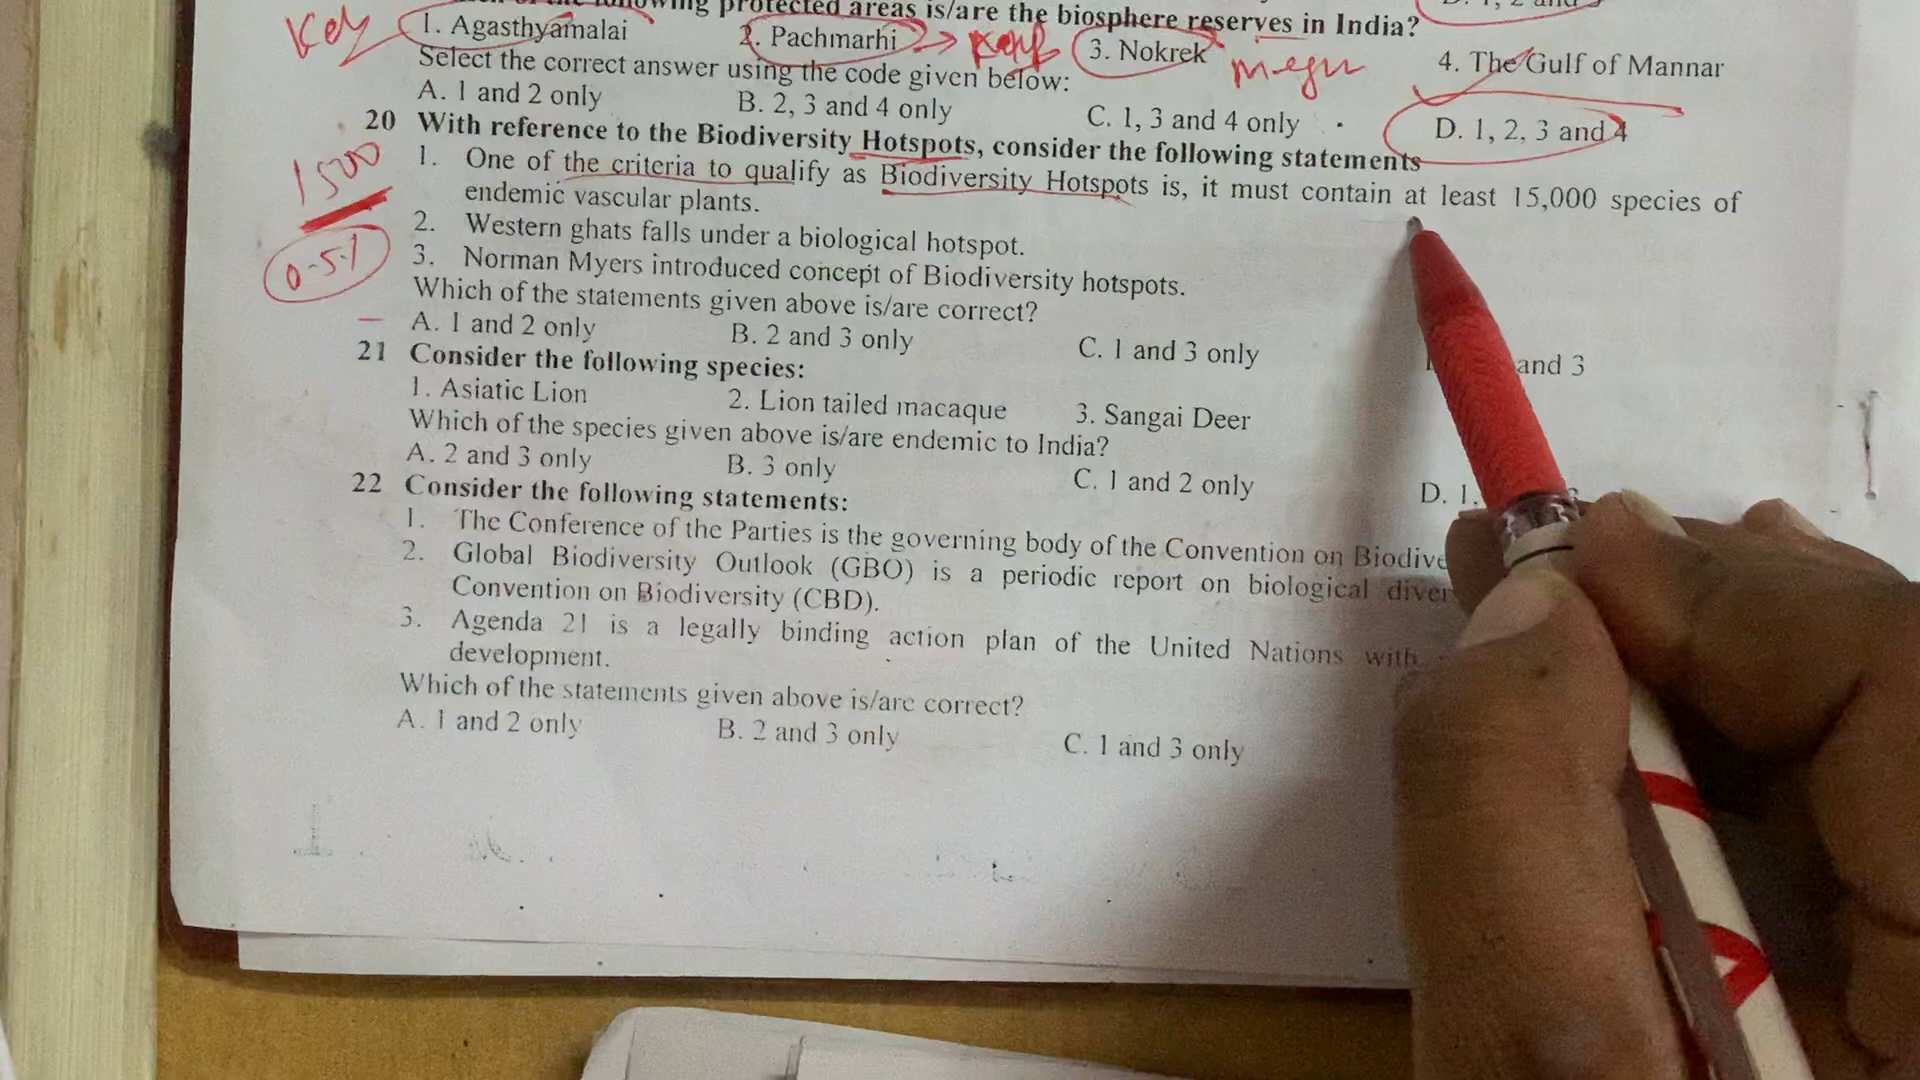 owing protected areas is/are the biosphere reserves in India?
Key 1. Agasthyamalai 2. Pachmarhi 3. Nokrek 4. The Gulf of Mannar
Select the correct answer using the code given below:
A. 1 and 2 only B. 2, 3 and 4 only C. 1, 3 and 4 only D. 1, 2, 3 and 4
20 With reference to the Biodiversity Hotspots, consider the following statements
1500
1. One of the criteria to qualify as Biodiversity Hotspots is, it must contain at least 15,000 species of
endemic vascular plants.
2. Western ghats falls under a biological hotspot.
0.5%
3. Norman Myers introduced concept of Biodiversity hotspots.
Which of the statements given above is/are correct?
A. 1 and 2 only B. 2 and 3 only C. 1 and 3 only and 3
21 Consider the following species:
1. Asiatic Lion 2. Lion tailed macaque 3. Sangai Deer
Which of the species given above is/are endemic to India?
A. 2 and 3 only B. 3 only C. 1 and 2 only D. 1.
22 Consider the following statements:
1. The Conference of the Parties is the governing body of the Convention on Biodive
2. Global Biodiversity Outlook (GBO) is a periodic report on biological diver
Convention on Biodiversity (CBD).
3. Agenda 21 is a legally binding action plan of the United Nations with
development.
Which of the statements given above is/are correct?
A. 1 and 2 only B. 2 and 3 only C. 1 and 3 only